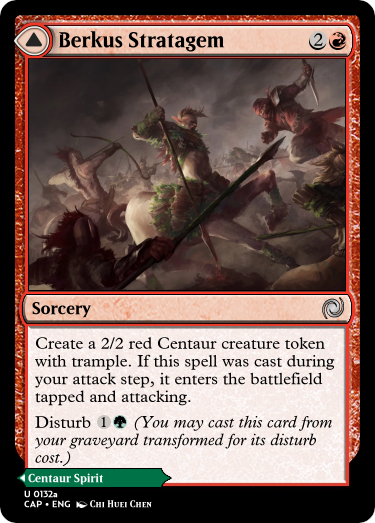 Berkus Stratagem 2
Sorcery
Create a 2/2 red Centaur creature token
with trample. If this spell was cast during
your attack step, it enters the battlefield
tapped and attacking.
Disturb 1 (You may cast this card from
your graveyard transformed for its disturb
cost.)
Centaur Spirit
U 0132a
CAP • ENG Chi Huei Chen